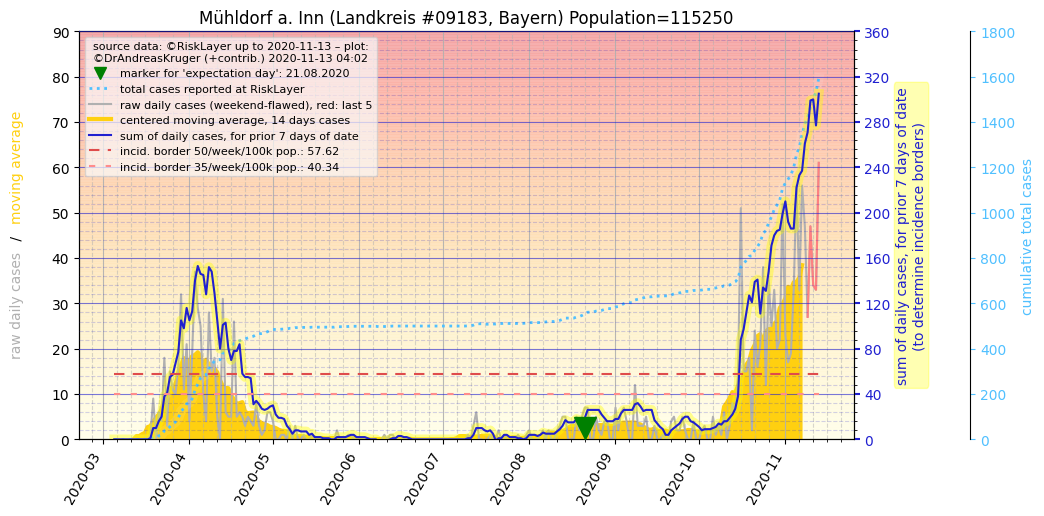 Mühldorf a. Inn (Landkreis #09183, Bayern) Population=115250
source data: ©RiskLayer up to 2020-11-13 – plot:
©DrAndreasKruger (+contrib.) 2020-11-13 04:02
marker for 'expectation day': 21.08.2020
total cases reported at RiskLayer
raw daily cases (weekend-flawed), red: last 5
centered moving average, 14 days cases
sum of daily cases, for prior 7 days of date
incid. border 50/week/100k pop.: 57.62
incid. border 35/week/100k pop.: 40.34
raw daily cases / moving average
90
80
70
60
50
40
30
20
10
0
2020-03
2020-04
2020-05
2020-06
2020-07
2020-08
2020-09
2020-10
2020-11
360
320
280
240
200
160
120
80
40
0
sum of daily cases, for prior 7 days of date
(to determine incidence borders)
1800
1600
1400
1200
1000
800
600
400
200
0
cumulative total cases